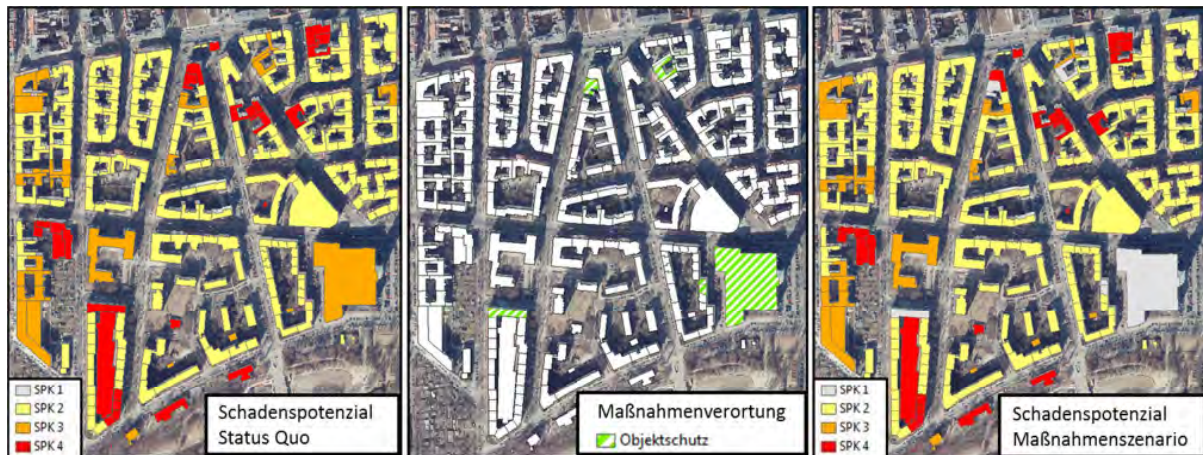 SPK 1
SPK 2
SPK 3
SPK 4
Schadenspotenzial
Status Quo
Maßnahmenverortung
Objektschutz
SPK 1
SPK 2
SPK 3
SPK 4
Schadenspotenzial
Maßnahmenszenario